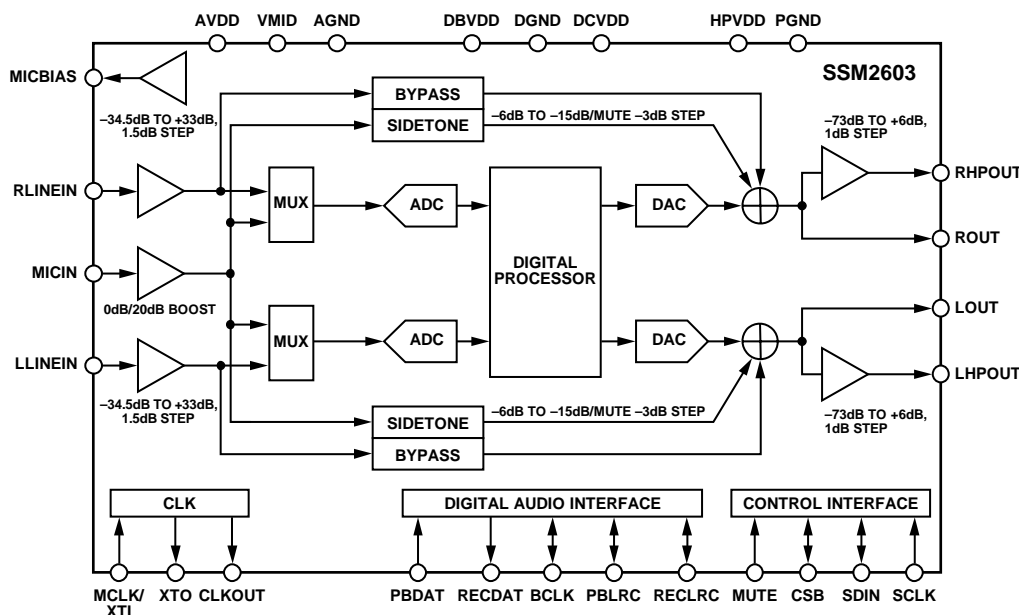 AVDD VMID AGND DBVDD DGND DCVDD HPVDD PGND
MICBIAS
SSM2603
–34.5dB TO +33dB,
1.5dB STEP
BYPASS
SIDETONE
–6dB TO –15dB/MUTE –3dB STEP
–73dB TO +6dB,
1dB STEP
RLINEIN
MUX
ADC
DAC
RHPOUT
ROUT
MICIN
0dB/20dB BOOST
DIGITAL
PROCESSOR
LOUT
MUX
ADC
DAC
LLINEIN
LHPOUT
–34.5dB TO +33dB,
1.5dB STEP
SIDETONE
BYPASS
–6dB TO –15dB/MUTE –3dB STEP
–73dB TO +6dB,
1dB STEP
CLK
DIGITAL AUDIO INTERFACE
CONTROL INTERFACE
MCLK/
XTI
XTO CLKOUT
PBDAT RECDAT BCLK PBLRC RECLRC
MUTE CSB SDIN SCLK